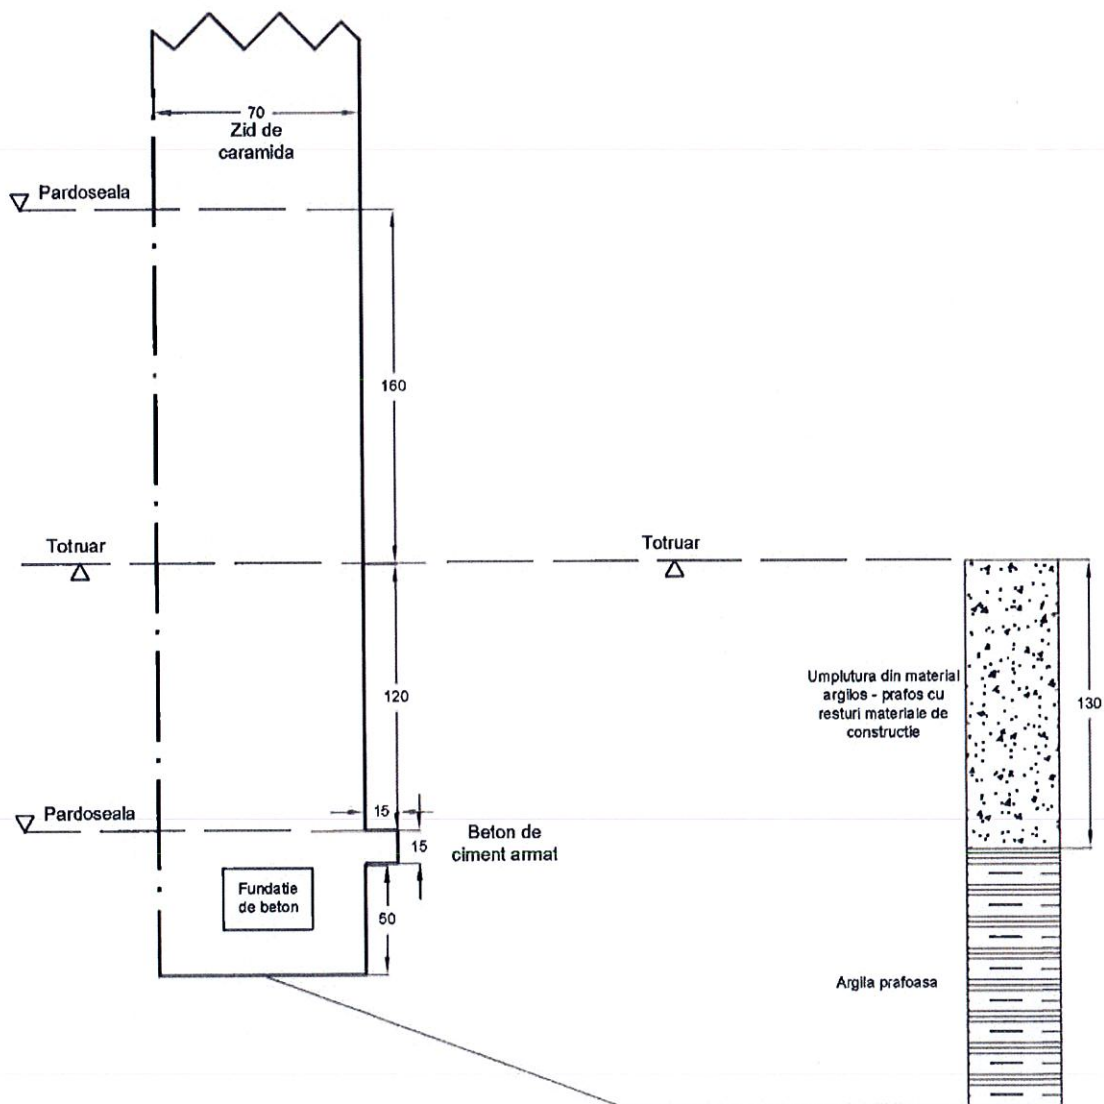 70
Zid de
caramida
Pardoseala
160
Totruar
Totruar
Umplutura din material
argilos - prafos cu
resturi materiale de
constructie
130
120
Pardoseala
15
15
Beton de
ciment armat
Fundatie
de beton
50
Argila prafoasa